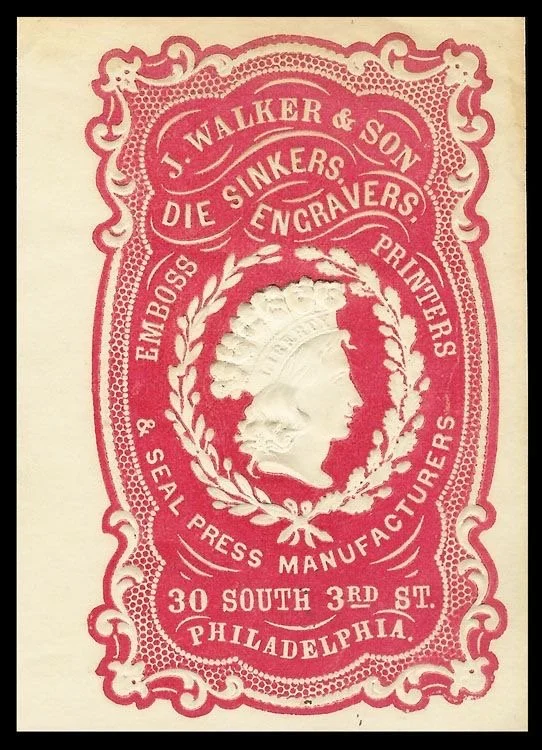 J. WALKER & SON
DIE SINKERS,
ENGRAVERS,
EMBOSS
PRINTERS
LIBERTY
& SEAL PRESS MANUFACTURERS
30 SOUTH 3RD ST.
PHILADELPHIA.